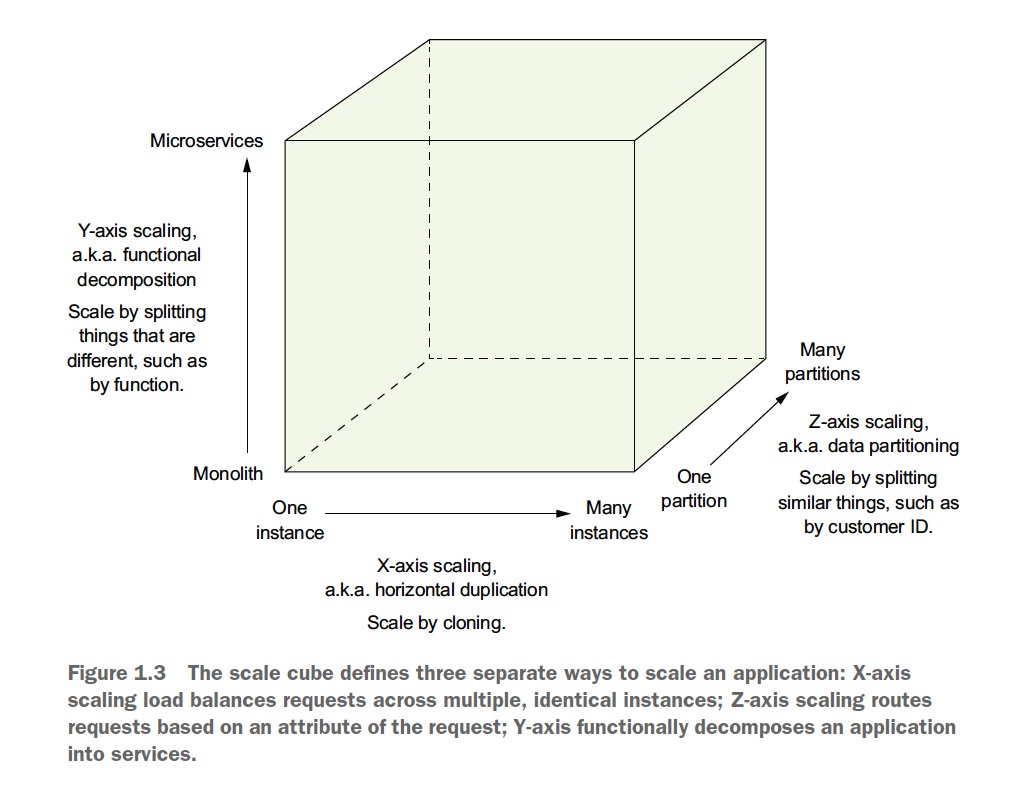 Microservices
Y-axis scaling,
a.k.a. functional
decomposition
Scale by splitting
things that are
different, such as
by function.
Monolith
One
instance
Many
instances
X-axis scaling,
a.k.a. horizontal duplication
Scale by cloning.
One
partition
Many
partitions
Z-axis scaling,
a.k.a. data partitioning
Scale by splitting
similar things, such as
by customer ID.
Figure 1.3 The scale cube defines three separate ways to scale an application: X-axis
scaling load balances requests across multiple, identical instances; Z-axis scaling routes
requests based on an attribute of the request; Y-axis functionally decomposes an application
into services.